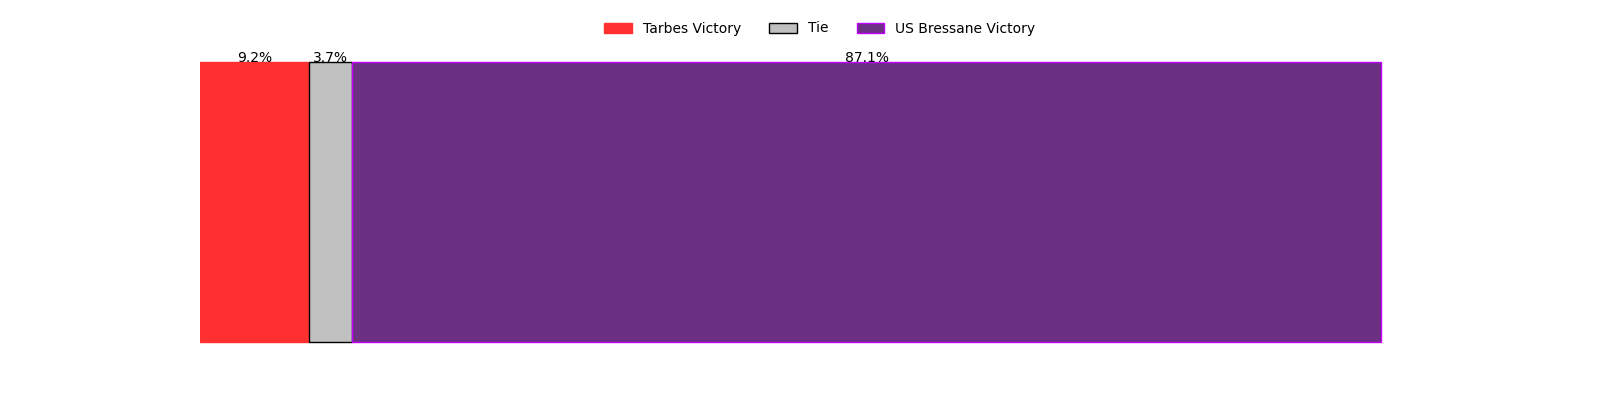 Tarbes Victory Tie US Bressane Victory
9.2% 3.7% 87.1%